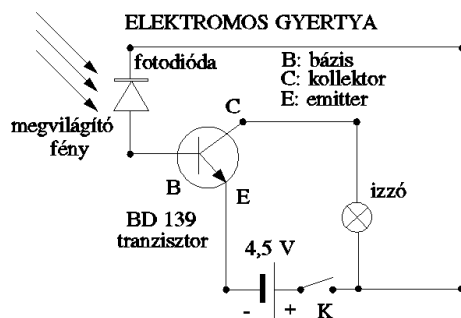 ELEKTROMOS GYERTYA
fotodióda
B: bázis
C: kollektor
E: emitter
megvilágító
fény
C
B
E
izzó
BD 139
tranzisztor
4,5 V
- + K